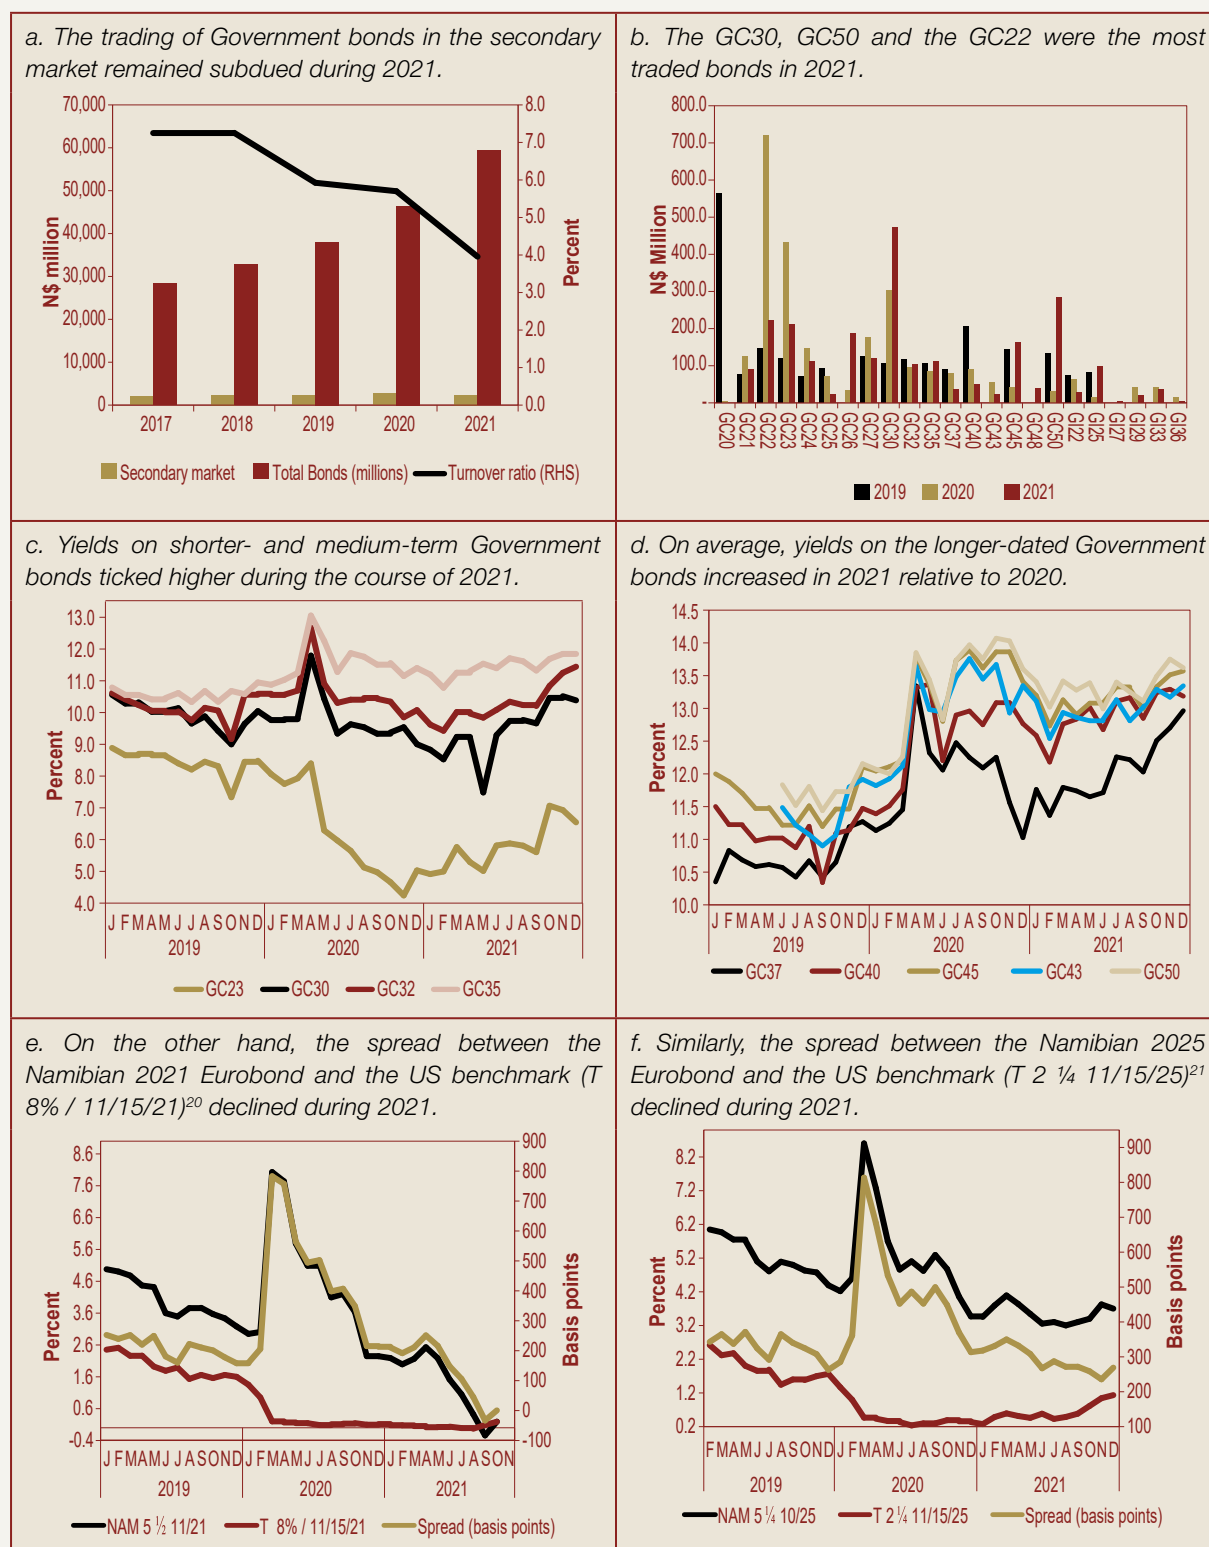 a. The trading of Government bonds in the secondary
market remained subdued during 2021.
70,000
60,000
50,000
40,000
30,000
20,000
10,000
0
N$ million
8.0
7.0
6.0
5.0
4.0
3.0
2.0
1.0
0.0
Percent
2017 2018 2019 2020 2021
Secondary market Total Bonds (millions) Turnover ratio (RHS)
b. The GC30, GC50 and the GC22 were the most
traded bonds in 2021.
800.0
700.0
600.0
500.0
400.0
300.0
200.0
100.0
-
N$ Million
GC20 GC21 GC22 GC23 GC24 GC25 GC26 GC27 GC30 GC32 GC35 GC37 GC40 GC43 GC45 GC48 GC50 GI22 GI25 GI27 GI29 GI33 GI36
2019 2020 2021
c. Yields on shorter- and medium-term Government
bonds ticked higher during the course of 2021.
13.0
12.0
11.0
10.0
9.0
8.0
7.0
6.0
5.0
4.0
Percent
J F M A M J J A S O N D J F M A M J J A S O N D J F M A M J J A S O N D
2019 2020 2021
GC23 GC30 GC32 GC35
d. On average, yields on the longer-dated Government
bonds increased in 2021 relative to 2020.
14.5
14.0
13.5
13.0
12.5
12.0
11.5
11.0
10.5
10.0
Percent
J F M A M J J A S O N D J F M A M J J A S O N D J F M A M J J A S O N D
2019 2020 2021
GC37 GC40 GC45 GC43 GC50
e. On the other hand, the spread between the
Namibian 2021 Eurobond and the US benchmark (T
8% / 11/15/21)20 declined during 2021.
8.6
7.6
6.6
5.6
4.6
3.6
2.6
1.6
0.6
-0.4
Percent
900
800
700
600
500
400
300
200
100
0
-100
Basis points
J F M A M J J A S O N D J F M A M J J A S O N D J F M A M J J A S O N
2019 2020 2021
NAM 5 ½ 11/21 T 8% / 11/15/21 Spread (basis points)
f. Similarly, the spread between the Namibian 2025
Eurobond and the US benchmark (T 2 ¼ 11/15/25)21
declined during 2021.
8.2
7.2
6.2
5.2
4.2
3.2
2.2
1.2
0.2
Percent
900
800
700
600
500
400
300
200
100
Basis points
F M A M J J A S O N D J F M A M J J A S O N D J F M A M J J A S O N D
2019 2020 2021
NAM 5 ¼ 10/25 T 2 ¼ 11/15/25 Spread (basis points)